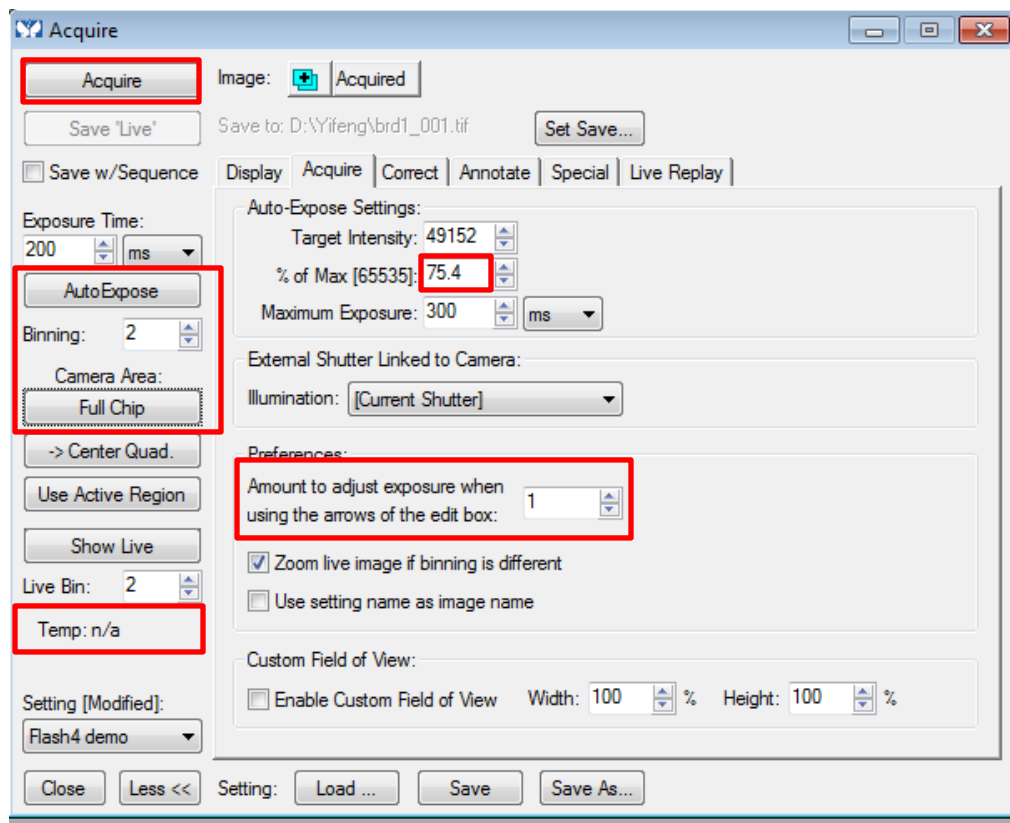 Acquire
Acquire Image: Acquired
Save 'Live' Save to: D:\Yifeng\brd1_001.tif Set Save...
Save w/Sequence Display Acquire Correct Annotate Special Live Replay
Auto-Expose Settings:
Exposure Time: Target Intensity: 49152
200 ms % of Max [65535]: 75.4
AutoExpose Maximum Exposure: 300 ms
Binning: 2
External Shutter Linked to Camera:
Camera Area:
Full Chip Illumination: [Current Shutter]
-> Center Quad. Preferences:
Use Active Region Amount to adjust exposure when
using the arrows of the edit box: 1
Show Live Zoom live image if binning is different
Live Bin: 2 Use setting name as image name
Temp: n/a
Custom Field of View:
Setting [Modified]: Enable Custom Field of View Width: 100 % Height: 100 %
Flash4 demo
Close Less << Setting: Load ... Save Save As...